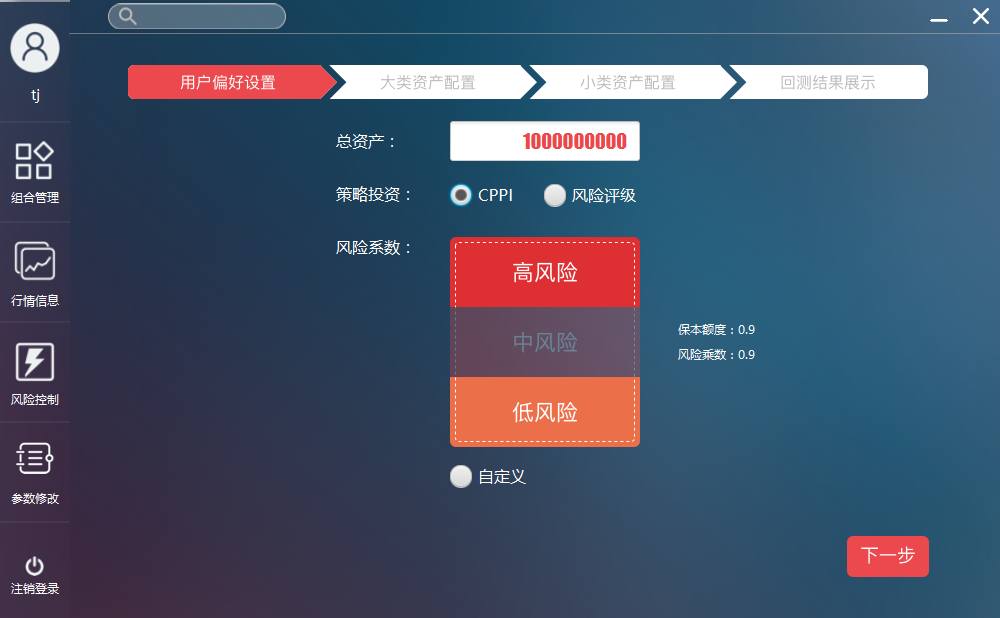 tj
组合管理
行情信息
风险控制
参数修改
注销登录
用户偏好设置
大类资产配置
小类资产配置
回测结果展示
总资产：
1000000000
策略投资：
CPPI
风险评级
风险系数：
高风险
中风险
低风险
保本额度：0.9
风险乘数：0.9
自定义
下一步